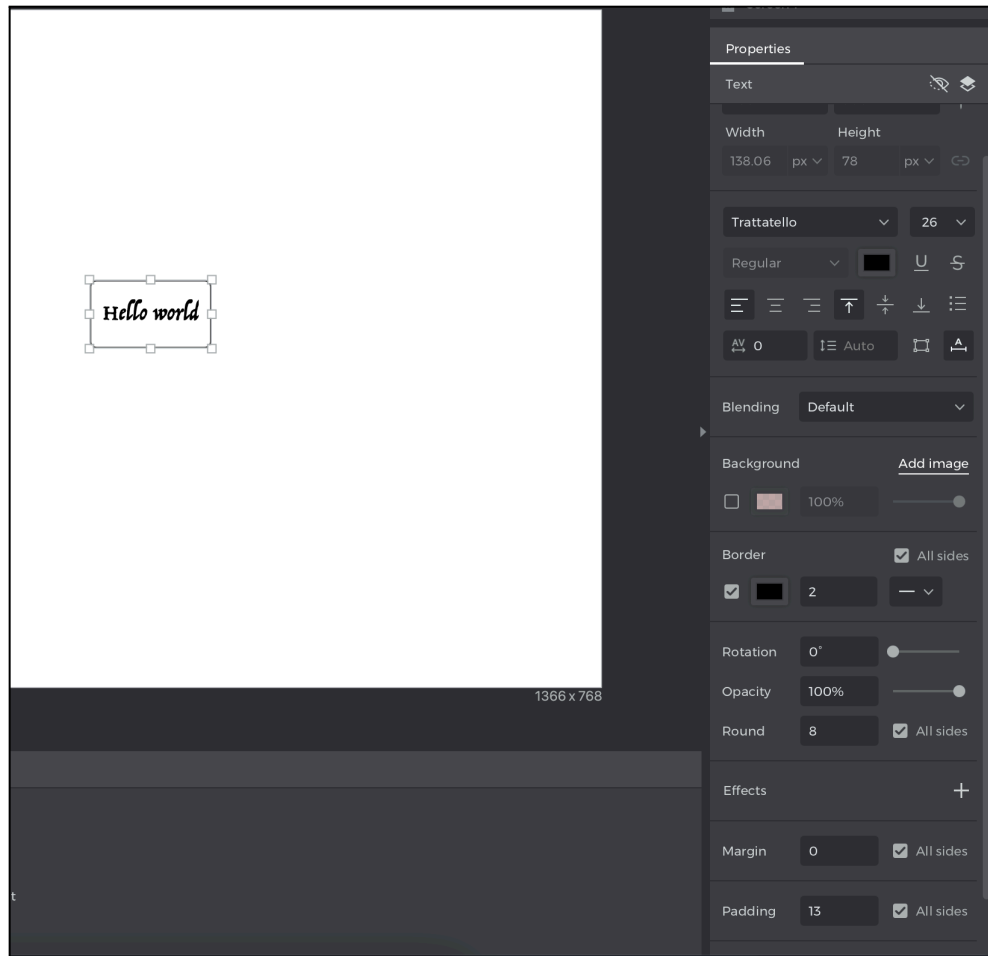 Properties
Text
Width Height
138.06 px 78 px
Trattatello 26
Regular U S
AV 0 Auto A
Blending Default
Background Add image
100%
Border All sides
2
Hello world
Rotation 0°
Opacity 100%
Round 8 All sides
Effects
Margin 0 All sides
Padding 13 All sides
1366 x 768
t